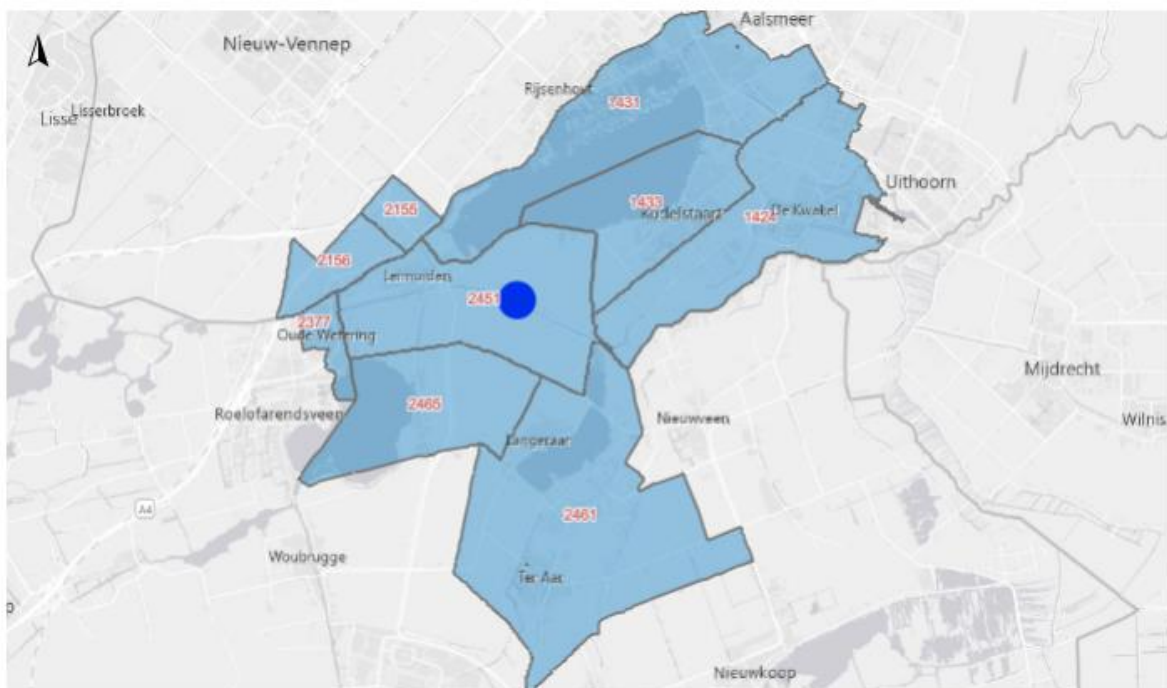 Aalsmeer
Nieuw-Vennep
Rijsenhout
1431
Lisserbroek
Lisse
Uithoorn
2155
1433
Kudelstaart
De Kwakel
1424
2156
Leimuiden
2451
2377
Oude Wetering
Mijdrecht
2465
Roelofarendsveen
Nieuwveen
Wilnis
Langeraar
A4
2461
Woubrugge
Ter Aar
Nieuwkoop